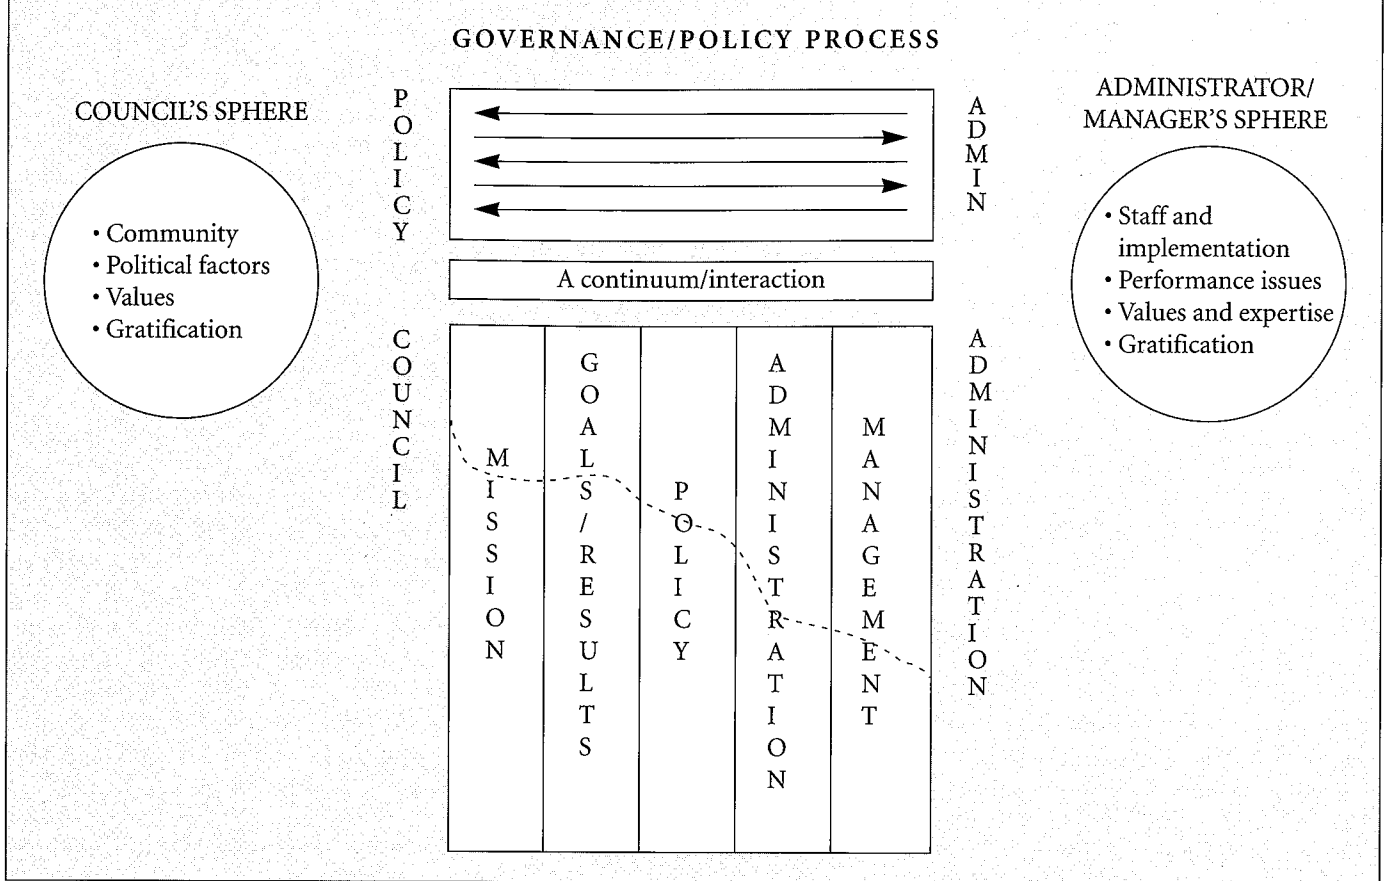 GOVERNANCE/POLICY PROCESS
COUNCIL'S SPHERE
• Community
• Political factors
• Values
• Gratification
POLICY
ADMIN
ADMINISTRATOR/
MANAGER'S SPHERE
• Staff and
implementation
• Performance issues
• Values and expertise
• Gratification
A continuum/interaction
COUNCIL
MISSION
GOALS/RESULTS
POLICY
ADMINISTRATION
MANAGEMENT
ADMINISTRATION